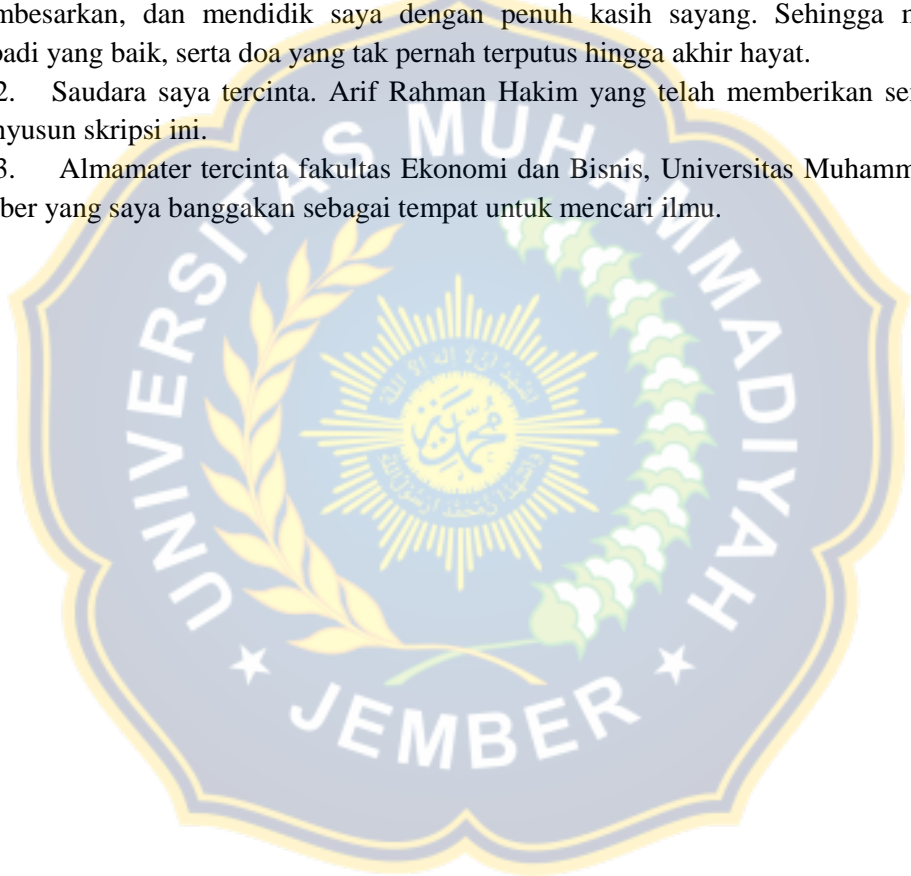 mbesarkan, dan mendidik saya dengan penuh kasih sayang. Sehingga m
badi yang baik, serta doa yang tak pernah terputus hingga akhir hayat.
2. Saudara saya tercinta. Arif Rahman Hakim yang telah memberikan se
nyusun skripsi ini.
3. Almamater tercinta fakultas Ekonomi dan Bisnis, Universitas Muhamm
ber yang saya banggakan sebagai tempat untuk mencari ilmu.
UNIVERSITAS MUHAMMADIYAH
JEMBER
محمدية